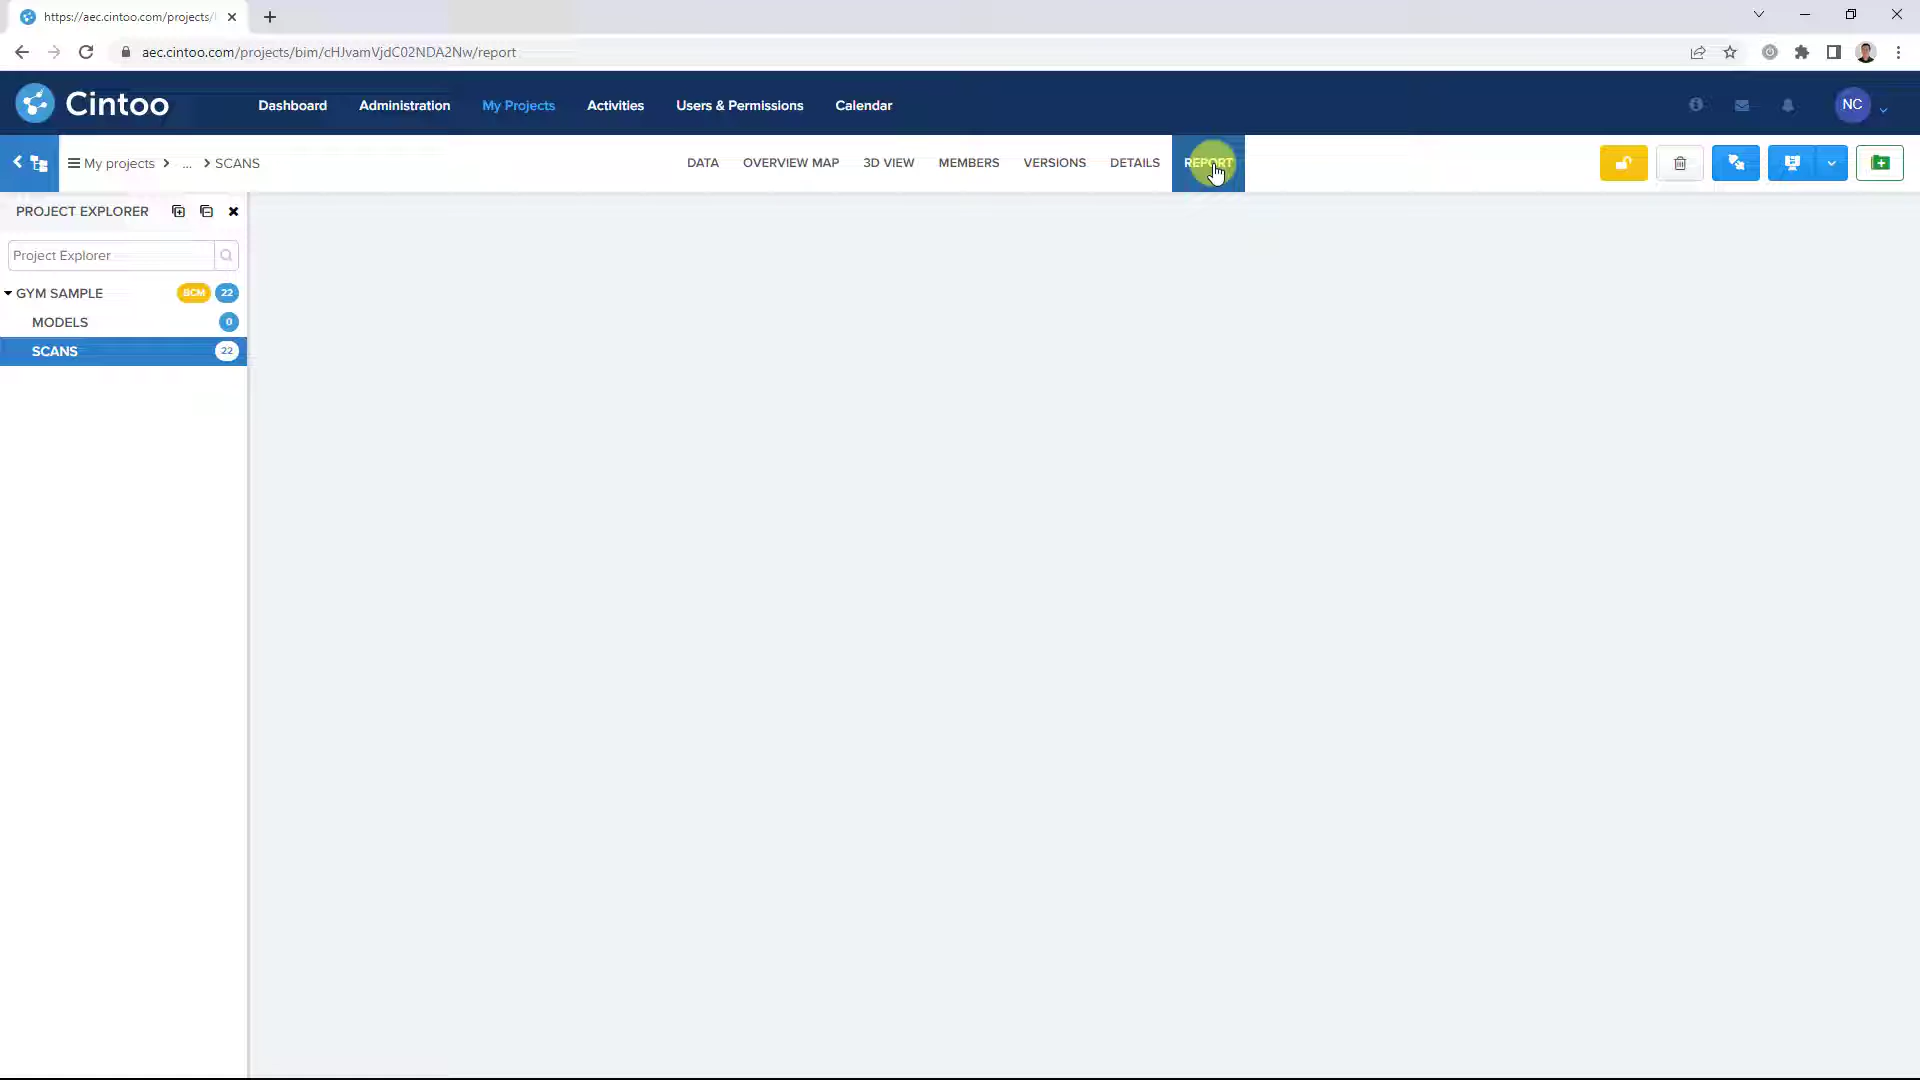 https://aec.cintoo.com/projects/
aec.cintoo.com/projects/bim/cHJvamVjdC02NDA2Nw/report
Cintoo
Dashboard
Administration
My Projects
Activities
Users & Permissions
Calendar
NC
My projects > ... > SCANS
DATA
OVERVIEW MAP
3D VIEW
MEMBERS
VERSIONS
DETAILS
REPORT
PROJECT EXPLORER
Project Explorer
GYM SAMPLE BCM 22
MODELS 0
SCANS 22